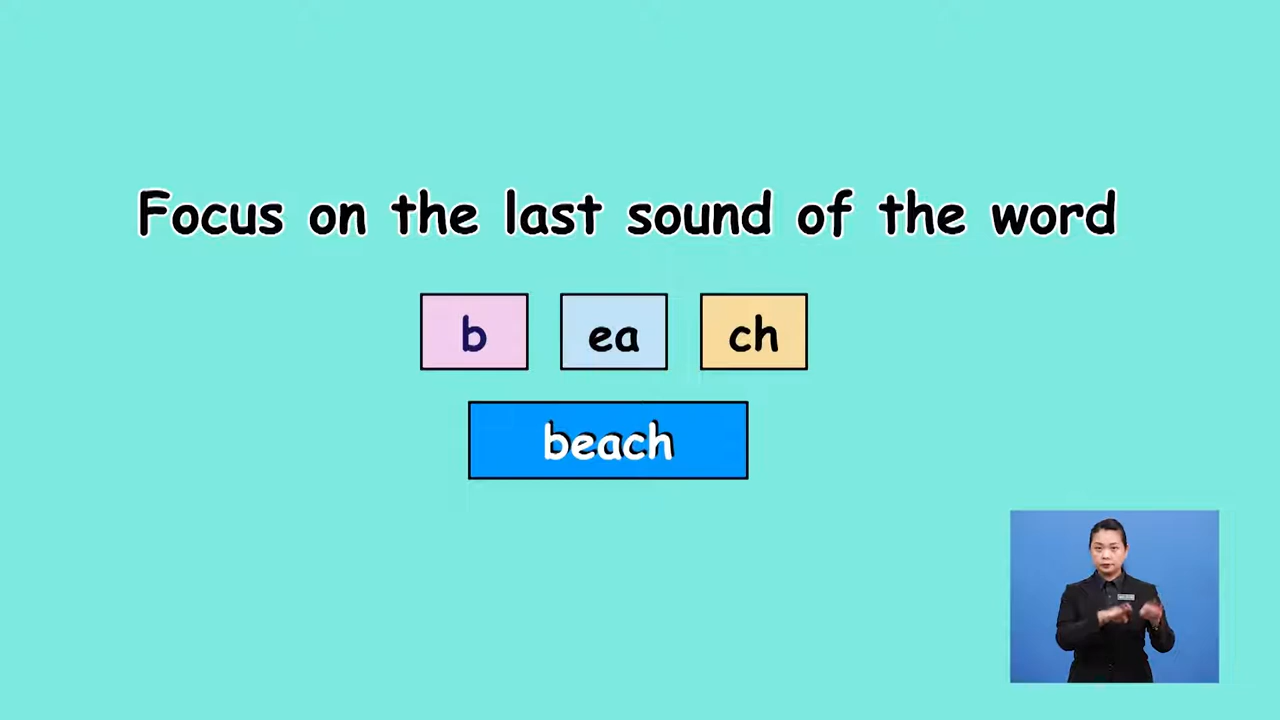 Focus on the last sound of the word
b ea ch
beach